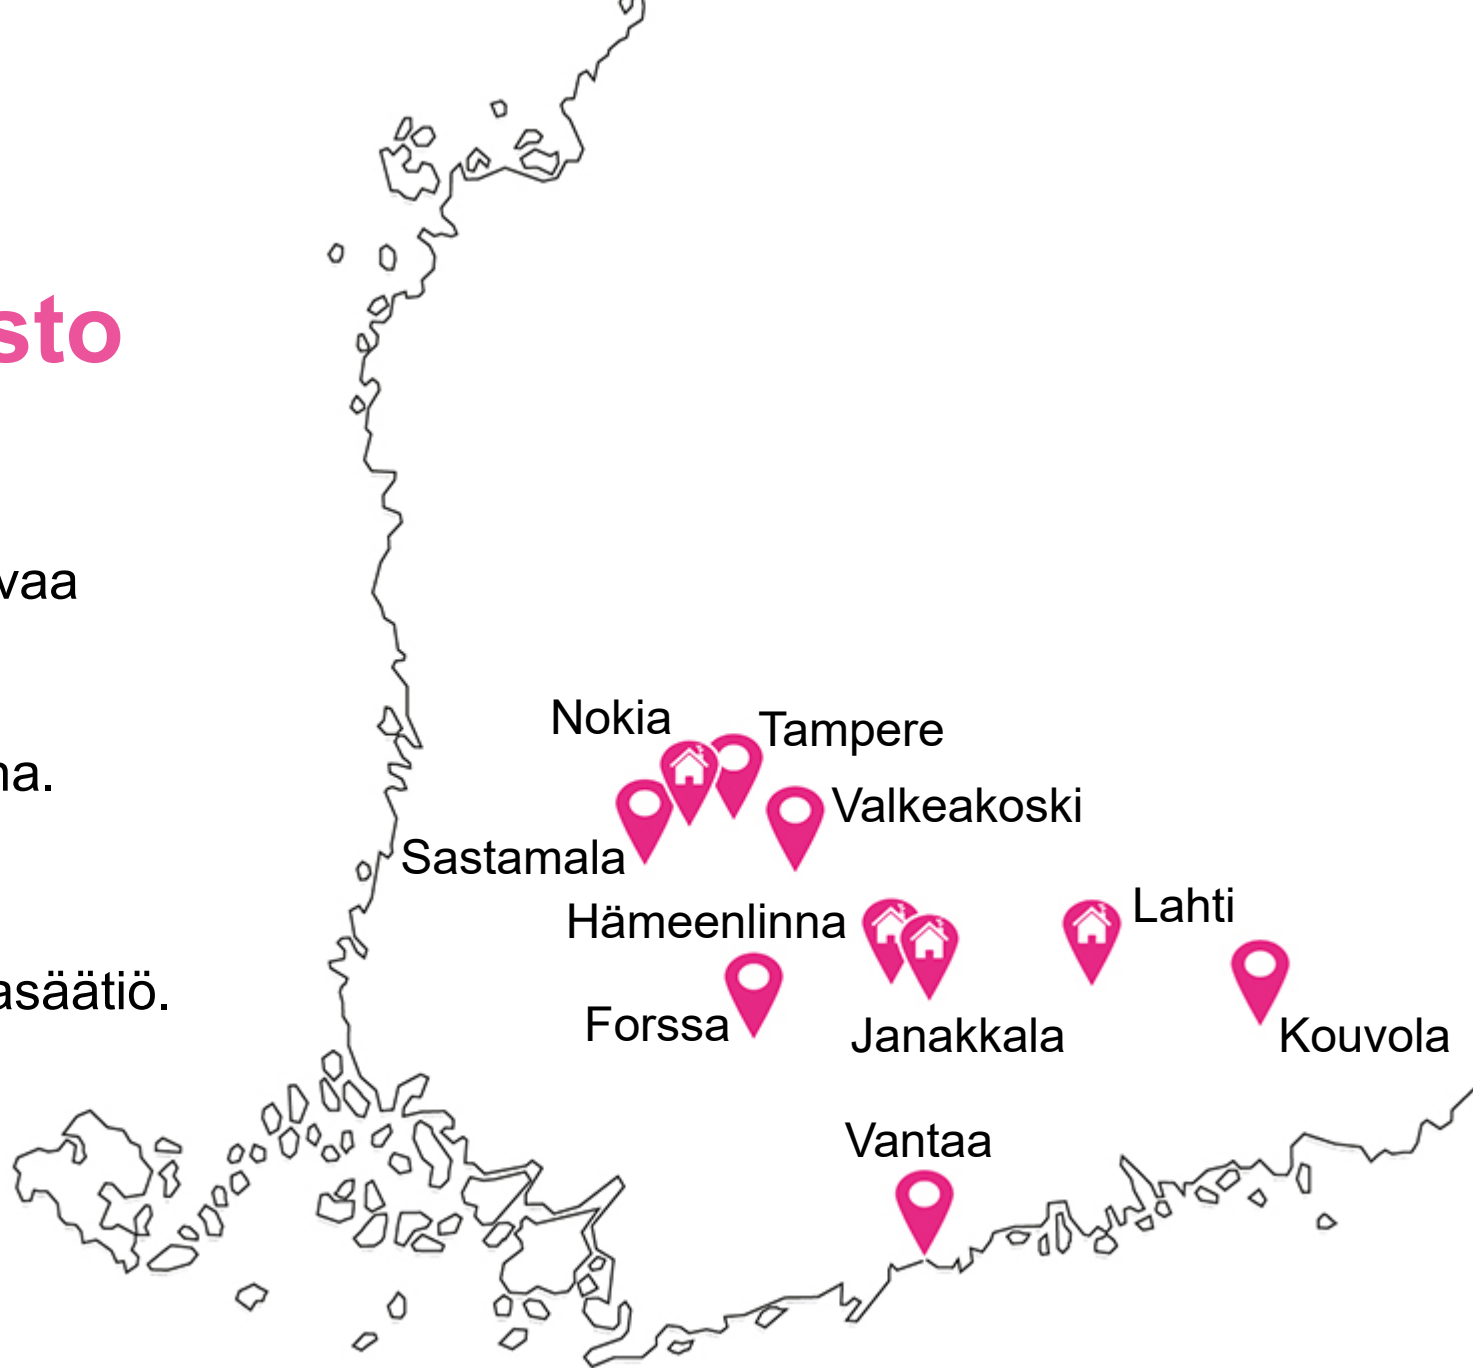 sto
vaa
na.
asäätiö.
Nokia
Tampere
Valkeakoski
Sastamala
Hämeenlinna
Lahti
Forssa
Janakkala
Kouvola
Vantaa